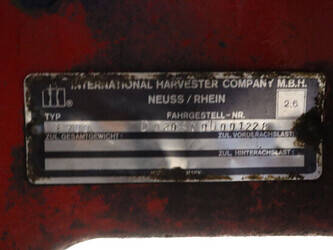 INTERNATIONAL HARVESTER COMPANY M.B.H.
NEUSS/RHEIN
2,6
TYP
FAHRGESTELL-NR.
ZUL. GESAMTGEWICHT:
ZUL. VORDERACHSLAST:
ZUL. HINTERACHSLAST: